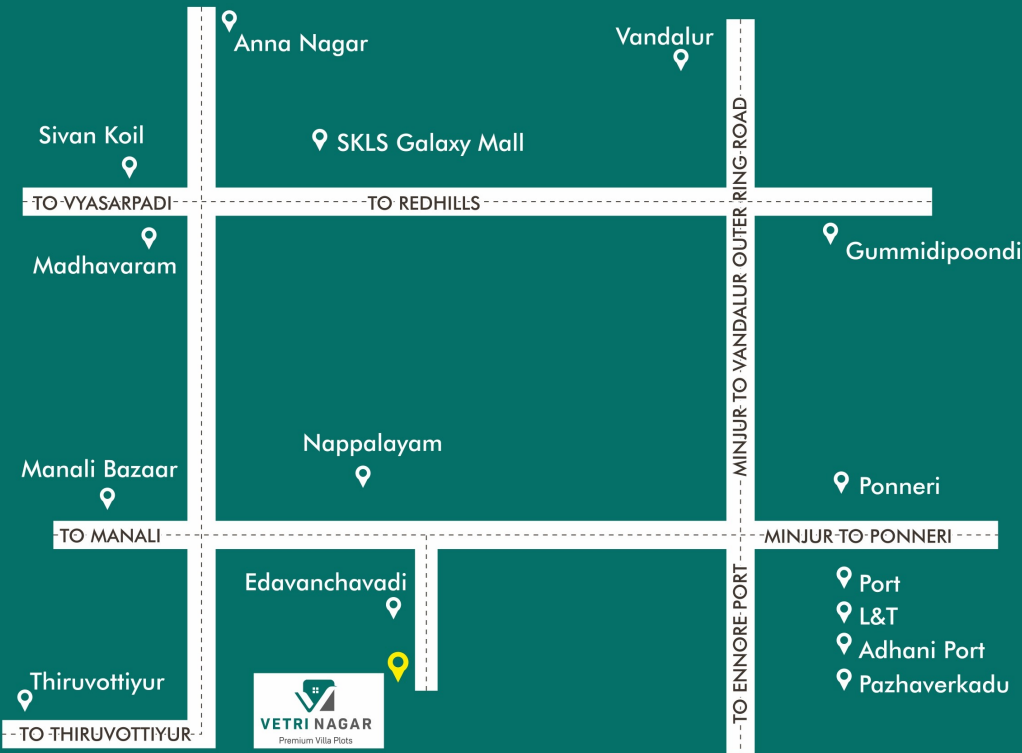 Anna Nagar
Vandalur
Sivan Koil
SKLS Galaxy Mall
TO VYASARPADI
TO REDHILLS
MINJUR TO VANDALUR OUTER RING ROAD
Madhavaram
Gummidipoondi
Nappalayam
Manali Bazaar
Ponneri
TO MANALI
MINJUR TO PONNERI
Edavanchavadi
TO ENNORE PORT
Port
L&T
Adhani Port
Pazhaverkadu
Thiruvottiyur
TO THIRUVOTTIYUR
VETRI NAGAR
Premium Villa Plots